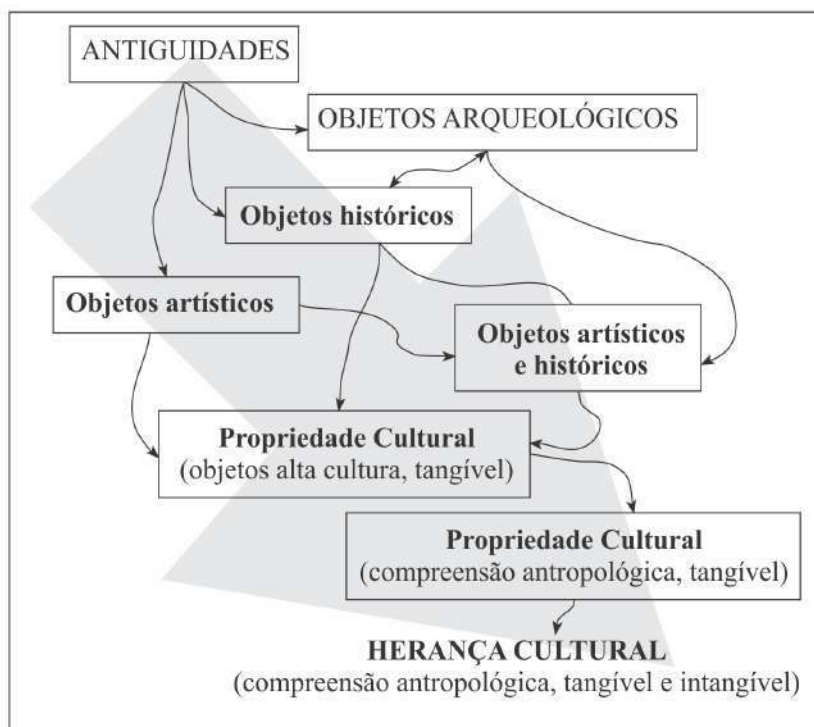 ANTIGUIDADES
OBJETOS ARQUEOLÓGICOS
Objetos históricos
Objetos artísticos
Objetos artísticos
e históricos
Propriedade Cultural
(objetos alta cultura, tangível)
Propriedade Cultural
(compreensão antropológica, tangível)
HERANÇA CULTURAL
(compreensão antropológica, tangível e intangível)